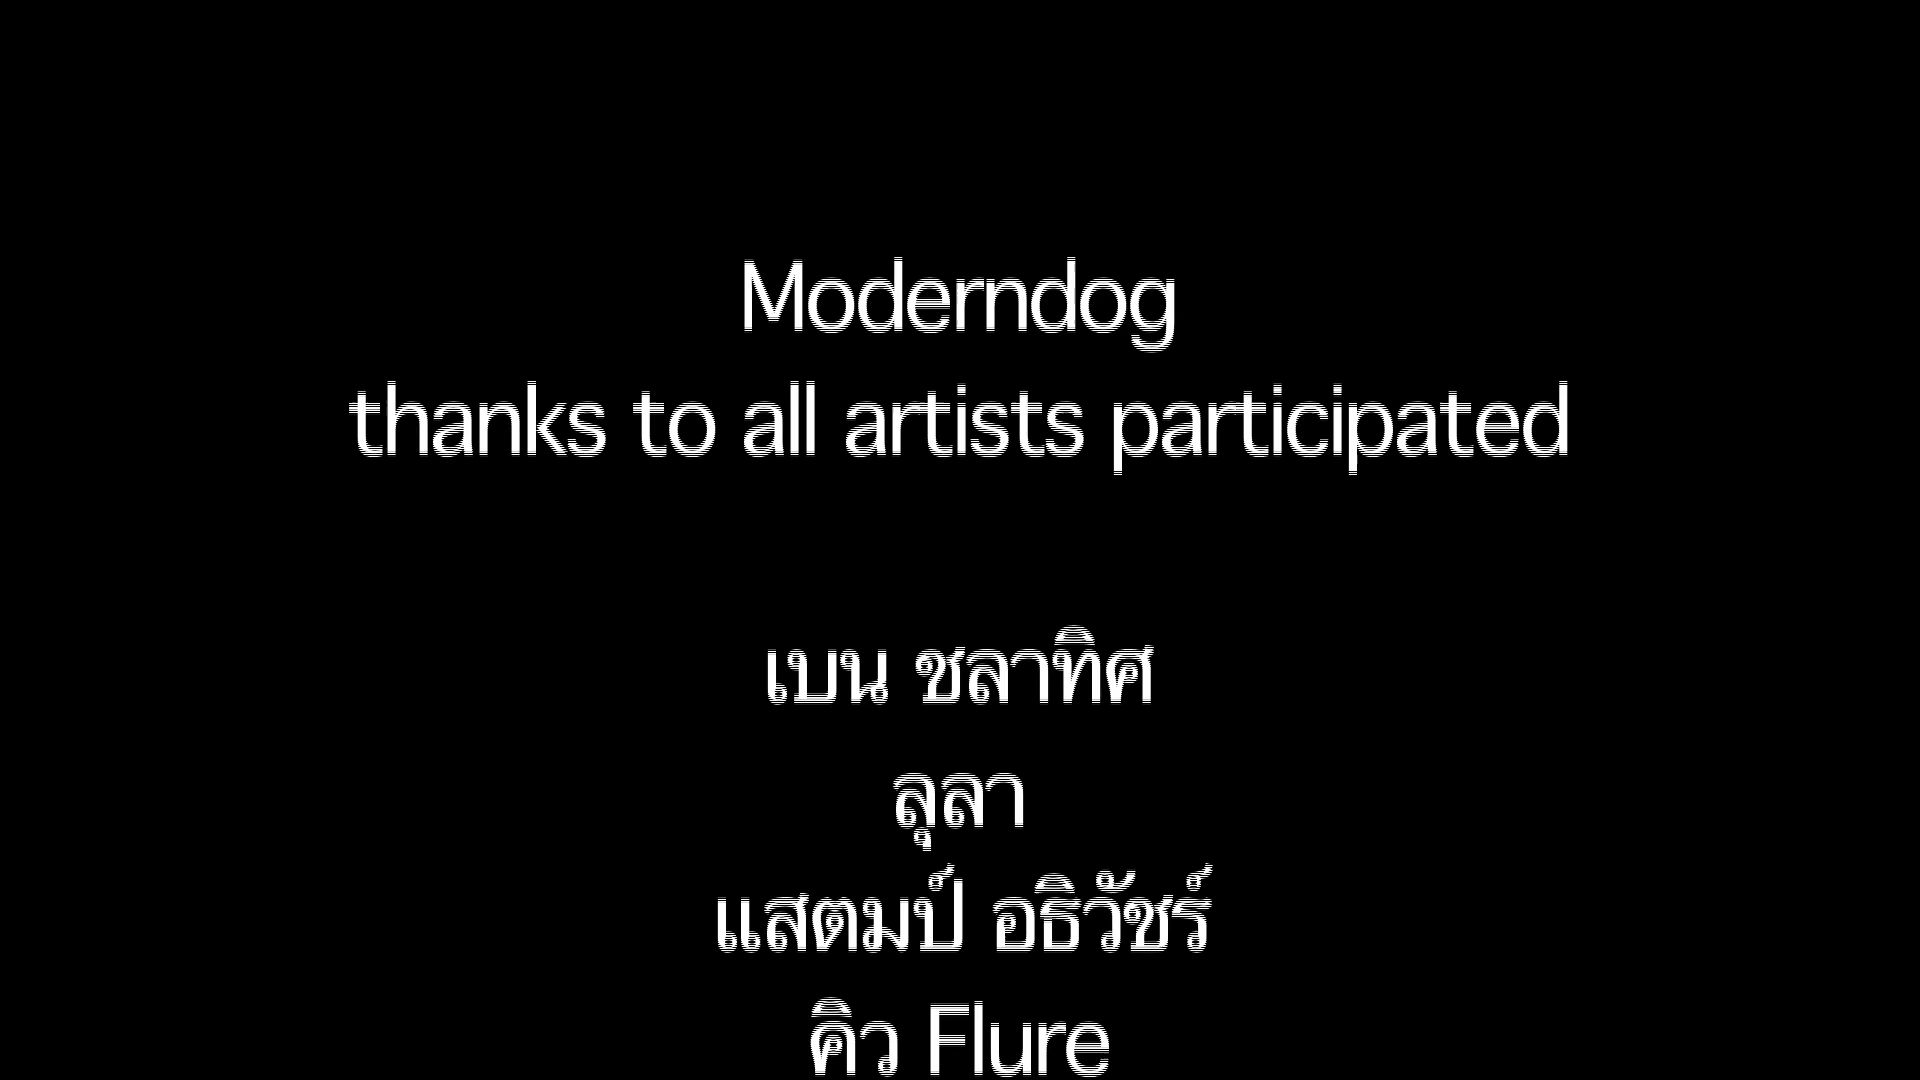 Moderndog
thanks to all artists participated
เบน ชลาทิศ
ลุลา
แสตมป์ อธิวัชร์
คิว Flure